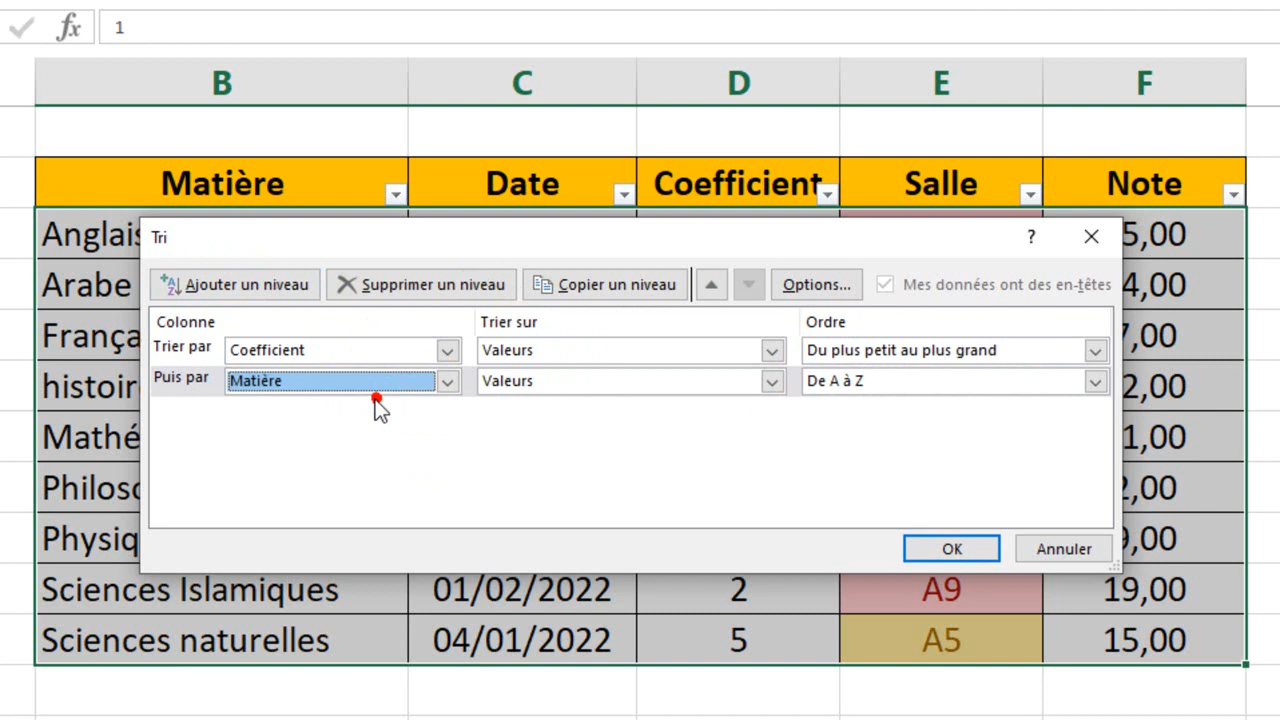 fx 1
B C D E F
Matière Date Coefficient Salle Note
Tri ?
Ajouter un niveau Supprimer un niveau Copier un niveau Options... Mes données ont des en-têtes
Colonne Trier sur Ordre
Trier par Coefficient Valeurs Du plus petit au plus grand
Puis par Matière Valeurs De A à Z
OK Annuler
Anglais 5,00
Arabe 4,00
França 7,00
histoire 2,00
Mathé 1,00
Philoso 2,00
Physiq 9,00
Sciences Islamiques 01/02/2022 2 A9 19,00
Sciences naturelles 04/01/2022 5 A5 15,00